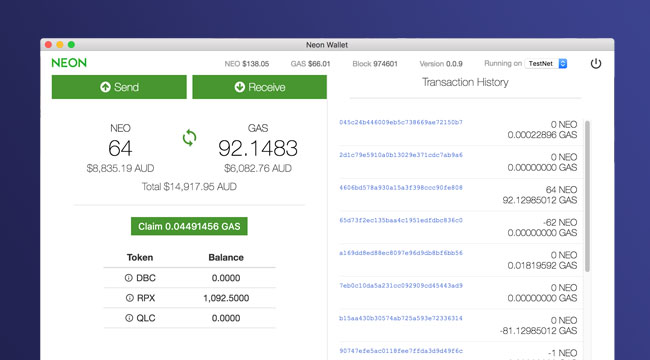 Neon Wallet
NEON
NEO $138.05 GAS $66.01 Block 974601 Version 0.0.9 Running on TestNet
Send
Receive
NEO
64
$8,835.19 AUD
GAS
92.1483
$6,082.76 AUD
Total $14,917.95 AUD
Claim 0.04491456 GAS
Token Balance
DBC 0.0000
RPX 1,092.5000
QLC 0.0000
Transaction History
045c24b446009eb5c738669ae72150b7 0 NEO
0.00022896 GAS
2d1c79e5910a0b13029e371cdc7ab9a6 0 NEO
0.00000000 GAS
4606bd578a930a15a3f398ccc90fe808 64 NEO
92.12985012 GAS
65d73f2ec135baa4c1951edfdbc836c0 -62 NEO
0.00000000 GAS
a169dd8ed88ec8097e96d9db8bf6bb56 0 NEO
0.01819592 GAS
7eb0c10da5a231cc092909cd45443ad9 0 NEO
0.00000000 GAS
b15aa430b30574ab725a593e72336314 0 NEO
-81.12985012 GAS
90747efe5ac0118fee7ffda3d9d49f6c -1 NEO